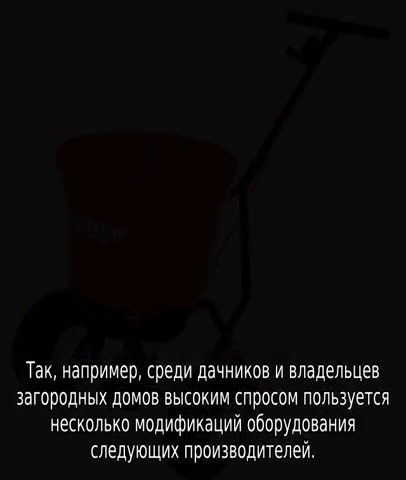 Так, например, среди дачников и владельцев
загородных домов высоким спросом пользуется
несколько модификаций оборудования
следующих производителей.